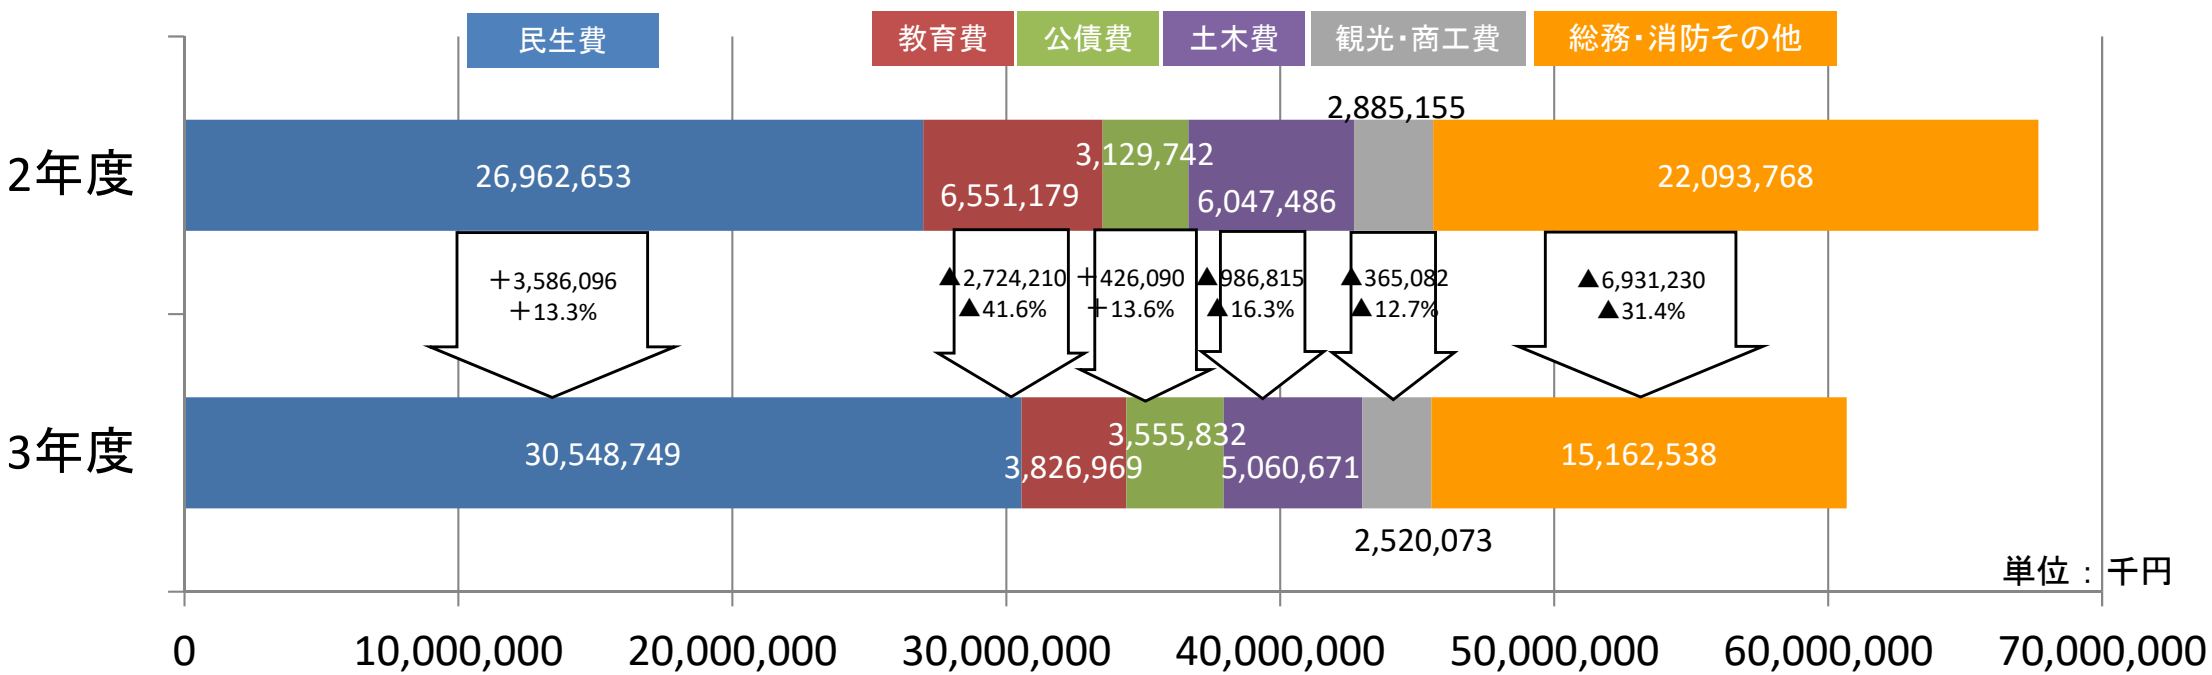 民生費 教育費 公債費 土木費 観光・商工費 総務・消防その他
2,885,155
2年度 26,962,653 6,551,179 3,129,742 6,047,486 22,093,768
＋3,586,096 ▲2,724,210 ＋426,090 ▲986,815 ▲365,082 ▲6,931,230
＋13.3% ▲41.6% ＋13.6% ▲16.3% ▲12.7% ▲31.4%
3年度 30,548,749 3,826,969 3,555,832 5,060,671 15,162,538
2,520,073
単位：千円
0 10,000,000 20,000,000 30,000,000 40,000,000 50,000,000 60,000,000 70,000,000